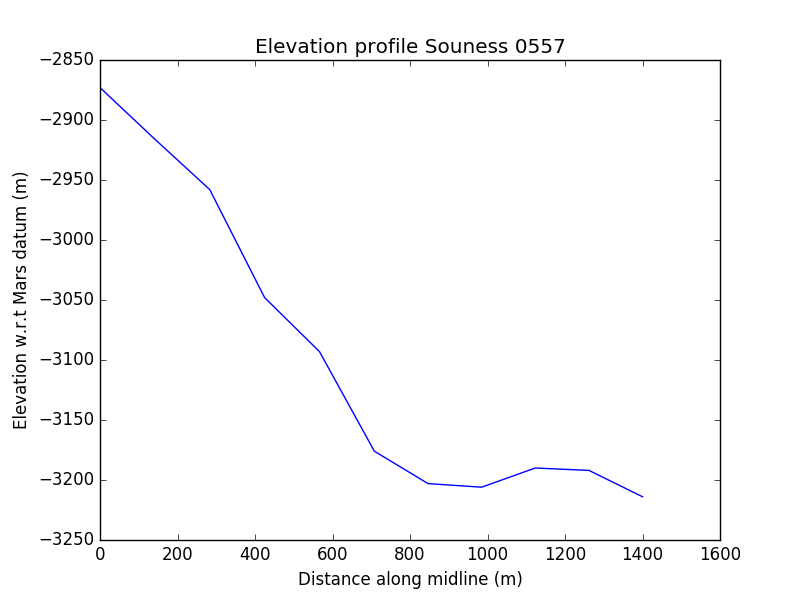 Elevation profile Souness 0557
−2850
−2900
−2950
−3000
−3050
−3100
−3150
−3200
−3250
Elevation w.r.t Mars datum (m)
0 200 400 600 800 1000 1200 1400 1600
Distance along midline (m)